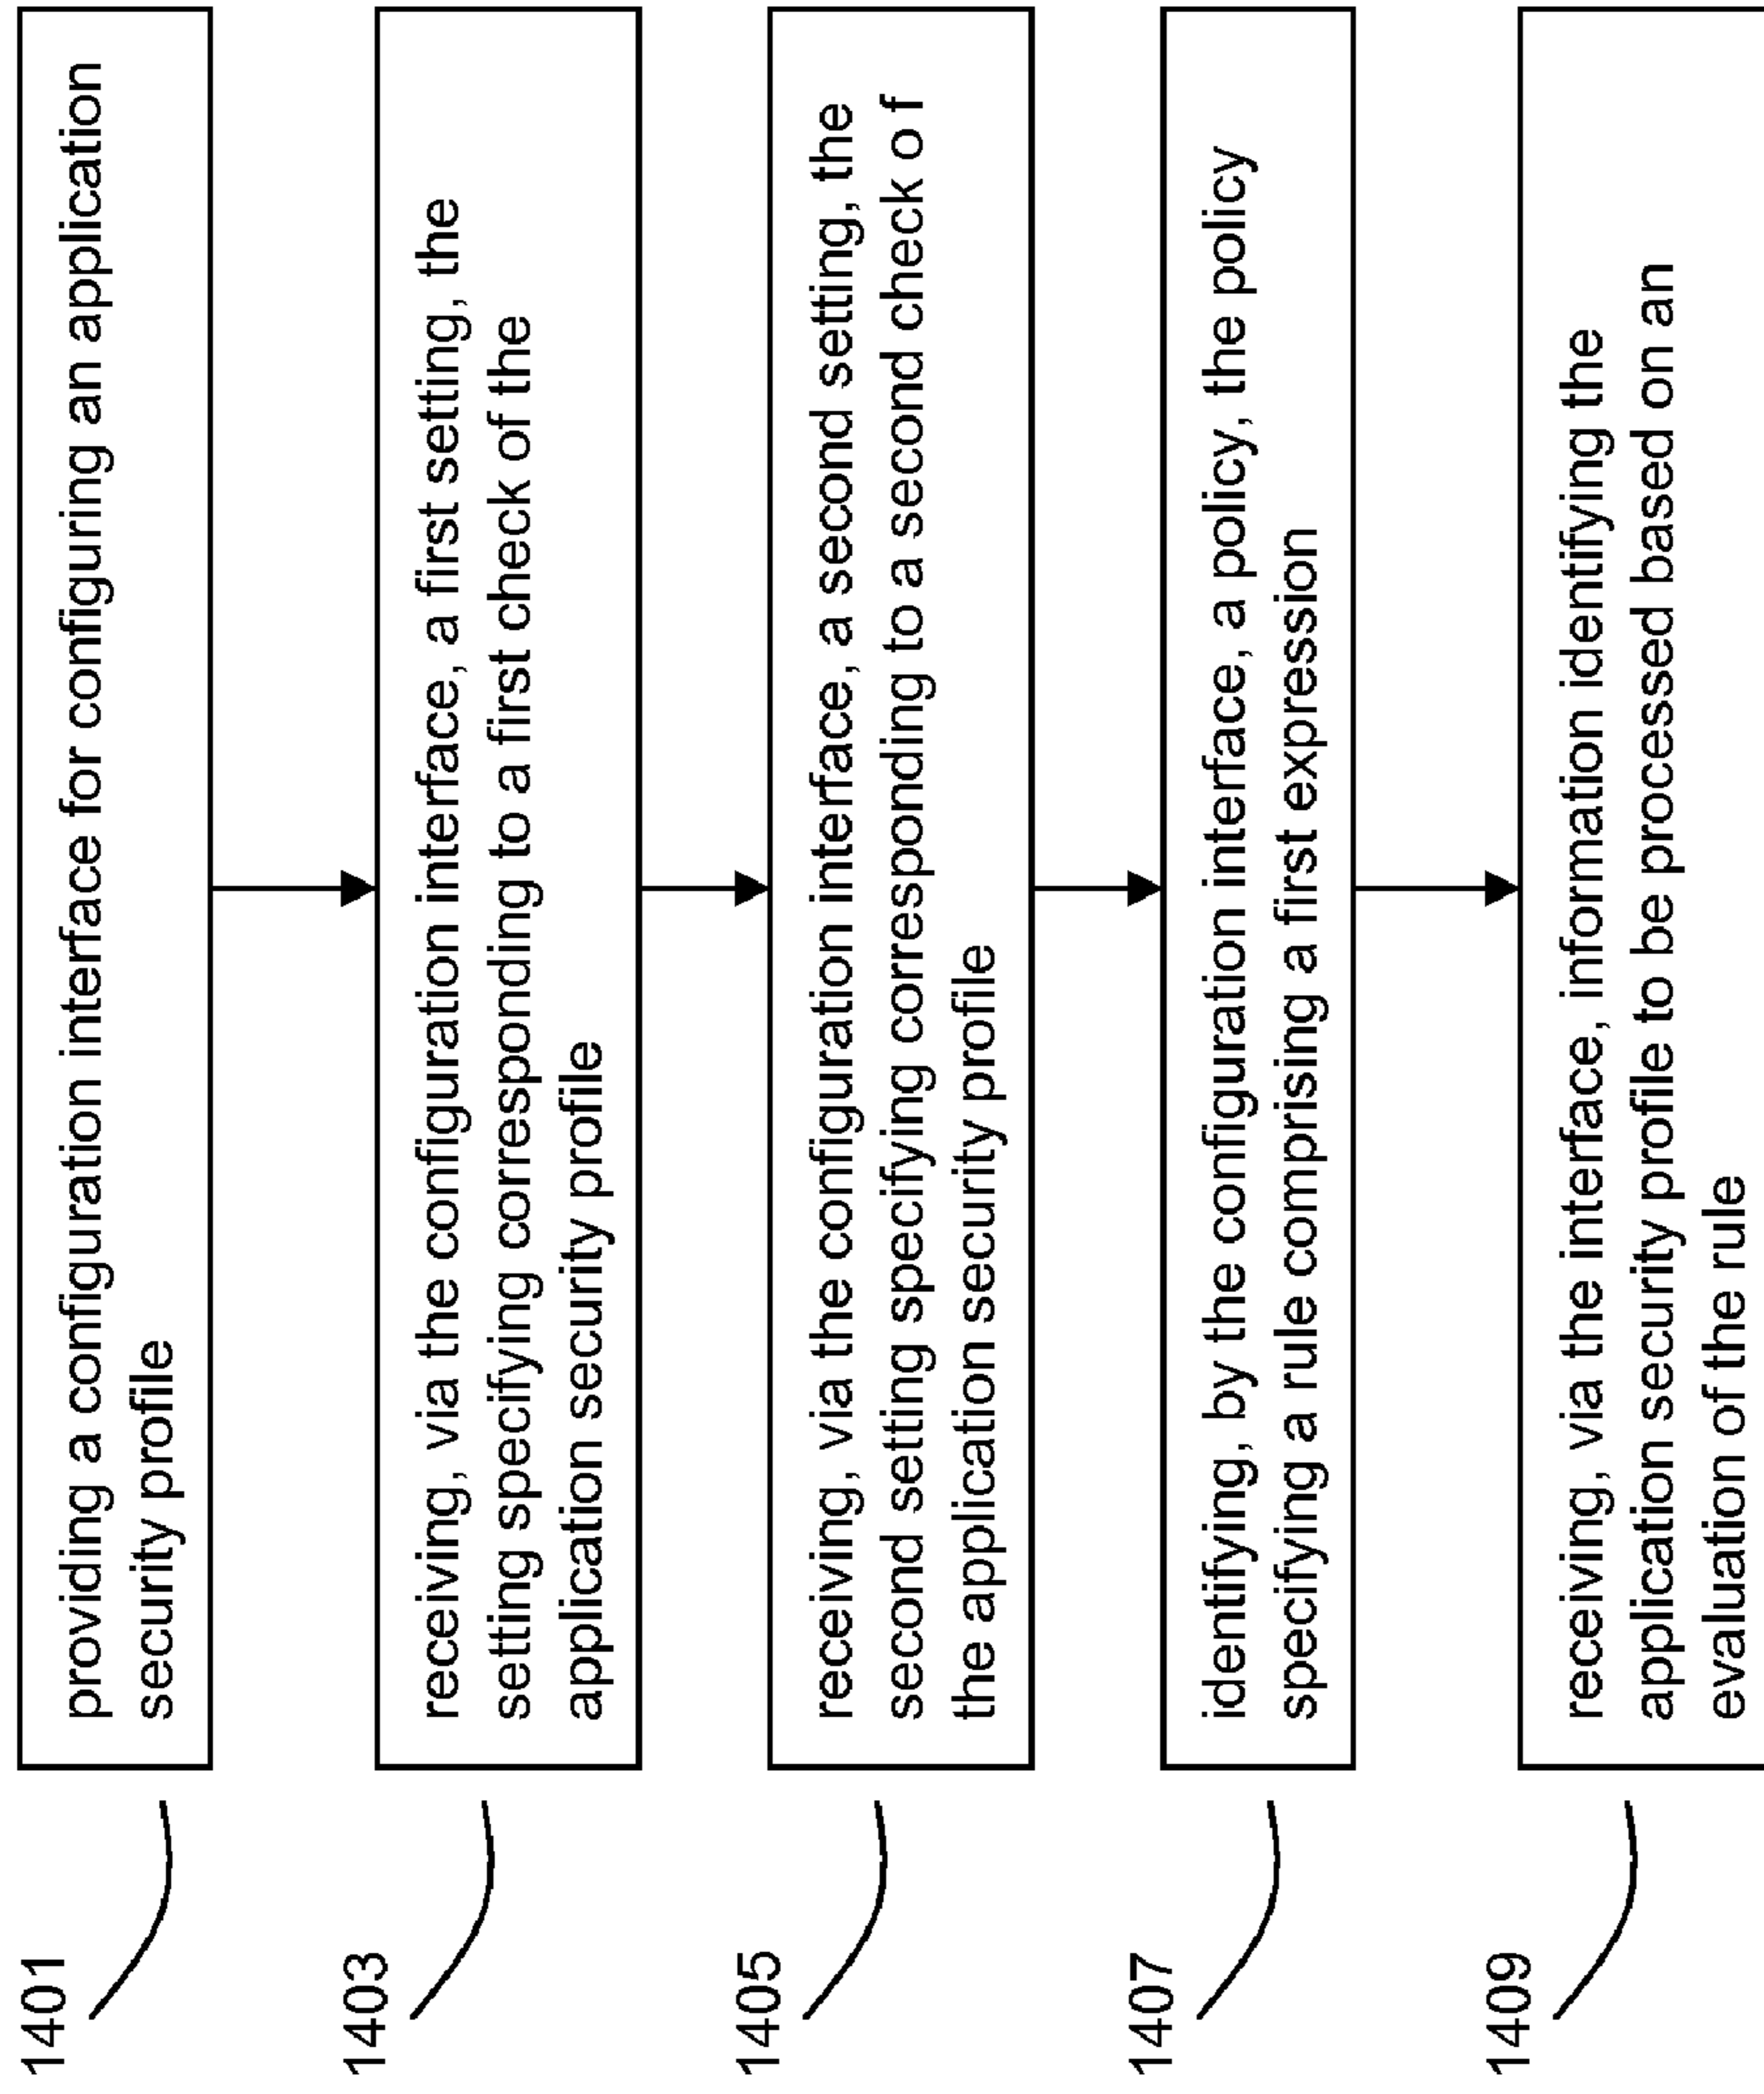 1401
providing a configuration interface for configuring an application
security profile
1403
receiving, via the configuration interface, a first setting, the
setting specifying corresponding to a first check of the
application security profile
1405
receiving, via the configuration interface, a second setting, the
second setting specifying corresponding to a second check o f
the application security profile
1407
identifying, by the configuration interface, a policy, the policy
specifying a rule comprising a first expression
1409
receiving, via the interface, information identifying the
application security profile to be processed based on an
evaluation of the rule